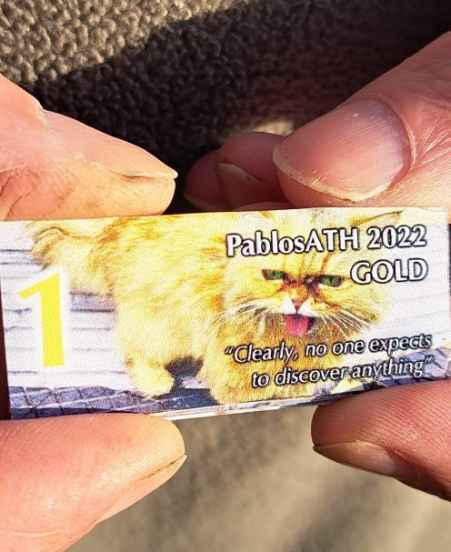 PablosATH 2022
GOLD
1
“Clearly, no one expects
to discover anything”